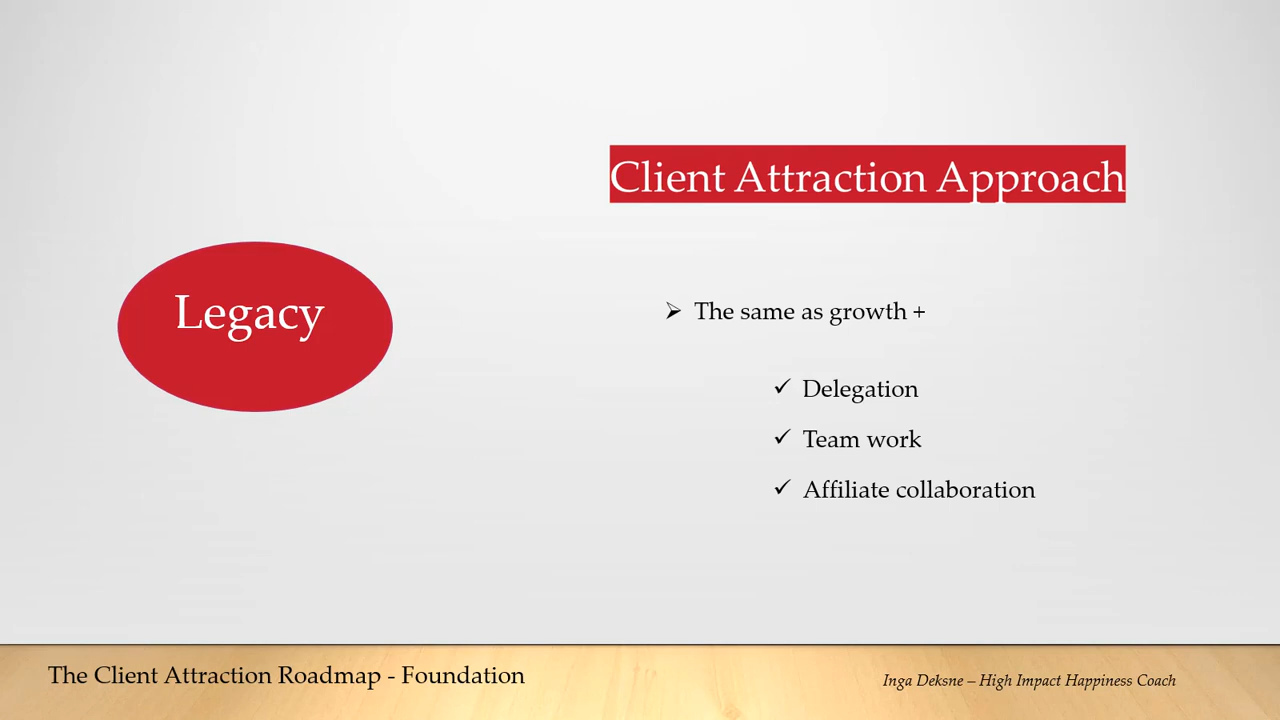 Client Attraction Approach
Legacy
The same as growth +
Delegation
Team work
Affiliate collaboration
The Client Attraction Roadmap - Foundation
Inga Deksne – High Impact Happiness Coach